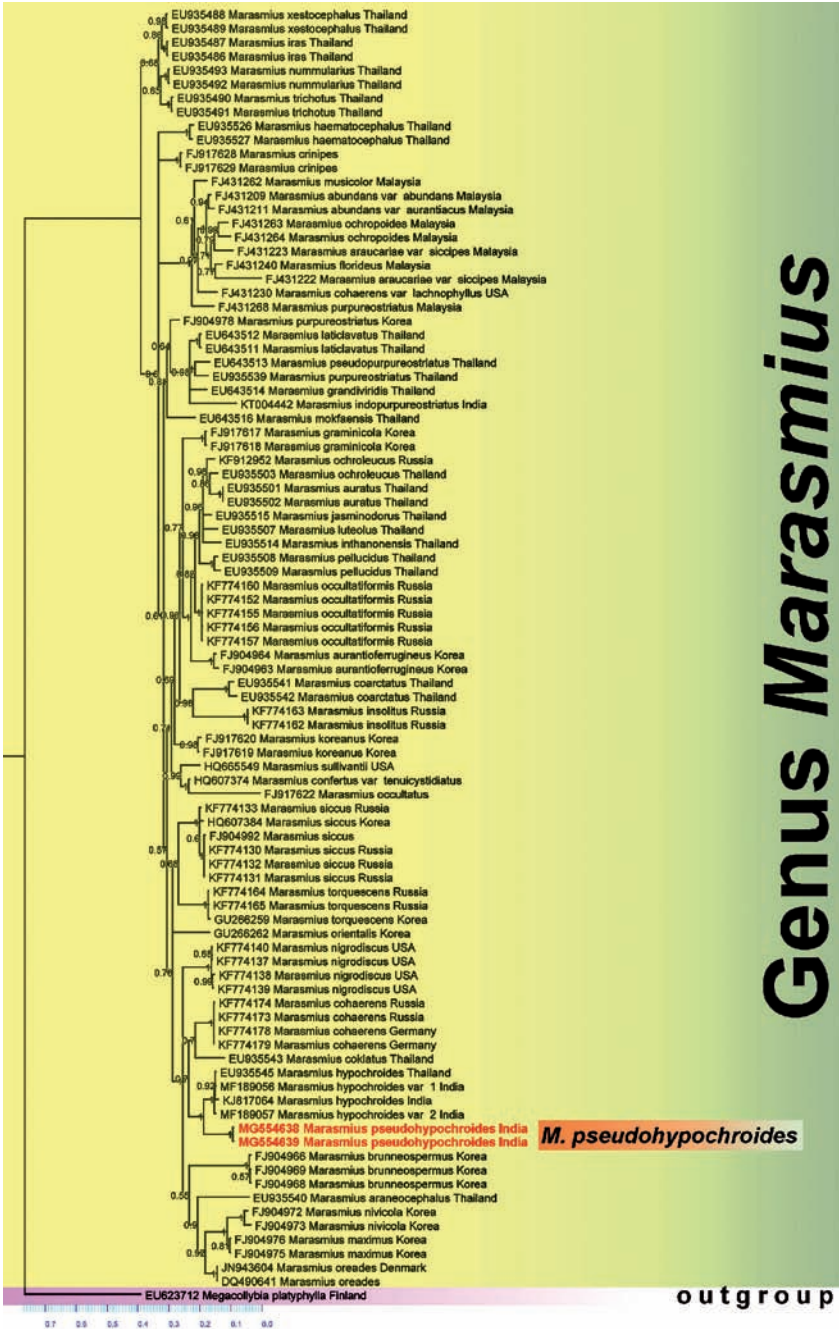 EU935488 Marasmius xestocephalus Thailand
EU935489 Marasmius xestocephalus Thailand
EU935487 Marasmius iras Thailand
EU935486 Marasmius iras Thailand
EU935493 Marasmius nummularius Thailand
EU935492 Marasmius nummularius Thailand
EU935490 Marasmius trichotus Thailand
EU935491 Marasmius trichotus Thailand
EU935526 Marasmius haematocephalus Thailand
EU935527 Marasmius haematocephalus Thailand
FJ917628 Marasmius crinipes
FJ917629 Marasmius crinipes
FJ431262 Marasmius musicolor Malaysia
FJ431209 Marasmius abundans var abundans Malaysia
FJ431211 Marasmius abundans var aurantiacus Malaysia
FJ431263 Marasmius ochropoides Malaysia
FJ431264 Marasmius ochropoides Malaysia
FJ431223 Marasmius araucariae var siccipes Malaysia
FJ431240 Marasmius florideus Malaysia
FJ431222 Marasmius araucariae var siccipes Malaysia
FJ431230 Marasmius cohaerens var lachnophyllus USA
FJ431268 Marasmius purpureostriatus Malaysia
FJ904978 Marasmius purpureostriatus Korea
EU643512 Marasmius laticlavatus Thailand
EU643511 Marasmius laticlavatus Thailand
EU643513 Marasmius pseudopurpureostriatus Thailand
EU935539 Marasmius purpureostriatus Thailand
EU643514 Marasmius grandiviridis Thailand
KT004442 Marasmius indopurpureostriatus India
EU643516 Marasmius mokfaensis Thailand
FJ917617 Marasmius graminicola Korea
FJ917618 Marasmius graminicola Korea
KF912952 Marasmius ochroleucus Russia
EU935503 Marasmius ochroleucus Thailand
EU935501 Marasmius auratus Thailand
EU935502 Marasmius auratus Thailand
EU935515 Marasmius jasminodorus Thailand
EU935507 Marasmius luteolus Thailand
EU935514 Marasmius inthanonensis Thailand
EU935508 Marasmius pellucidus Thailand
EU935509 Marasmius pellucidus Thailand
KF774160 Marasmius occultatiformis Russia
KF774152 Marasmius occultatiformis Russia
KF774155 Marasmius occultatiformis Russia
KF774156 Marasmius occultatiformis Russia
KF774157 Marasmius occultatiformis Russia
FJ904964 Marasmius aurantioferrugineus Korea
FJ904963 Marasmius aurantioferrugineus Korea
EU935541 Marasmius coarctatus Thailand
EU935542 Marasmius coarctatus Thailand
KF774163 Marasmius insolitus Russia
KF774162 Marasmius insolitus Russia
FJ917620 Marasmius koreanus Korea
FJ917619 Marasmius koreanus Korea
HQ665549 Marasmius sullivantii USA
HQ607374 Marasmius confertus var tenuicystidiatus
FJ917622 Marasmius occultatus
KF774133 Marasmius siccus Russia
HQ607384 Marasmius siccus Korea
FJ904992 Marasmius siccus
KF774130 Marasmius siccus Russia
KF774132 Marasmius siccus Russia
KF774131 Marasmius siccus Russia
KF774164 Marasmius torquescens Russia
KF774165 Marasmius torquescens Russia
GU266259 Marasmius torquescens Korea
GU266262 Marasmius orientalis Korea
KF774140 Marasmius nigrodiscus USA
KF774137 Marasmius nigrodiscus USA
KF774138 Marasmius nigrodiscus USA
KF774139 Marasmius nigrodiscus USA
KF774174 Marasmius cohaerens Russia
KF774173 Marasmius cohaerens Russia
KF774178 Marasmius cohaerens Germany
KF774179 Marasmius cohaerens Germany
EU935543 Marasmius coklatus Thailand
EU935545 Marasmius hypochroides Thailand
MF189056 Marasmius hypochroides var 1 India
KJ817064 Marasmius hypochroides India
MF189057 Marasmius hypochroides var 2 India
MG554638 Marasmius pseudohypochroides India
MG554639 Marasmius pseudohypochroides India
M. pseudohypochroides
FJ904966 Marasmius brunneospermus Korea
FJ904969 Marasmius brunneospermus Korea
FJ904968 Marasmius brunneospermus Korea
EU935540 Marasmius araneocephalus Thailand
FJ904972 Marasmius nivicola Korea
FJ904973 Marasmius nivicola Korea
FJ904976 Marasmius maximus Korea
FJ904975 Marasmius maximus Korea
JN943604 Marasmius oreades Denmark
DQ490641 Marasmius oreades
EU623712 Megacollybia platyphylla Finland
outgroup
0.7 0.6 0.5 0.4 0.3 0.2 0.1 0.0
Genus Marasmius